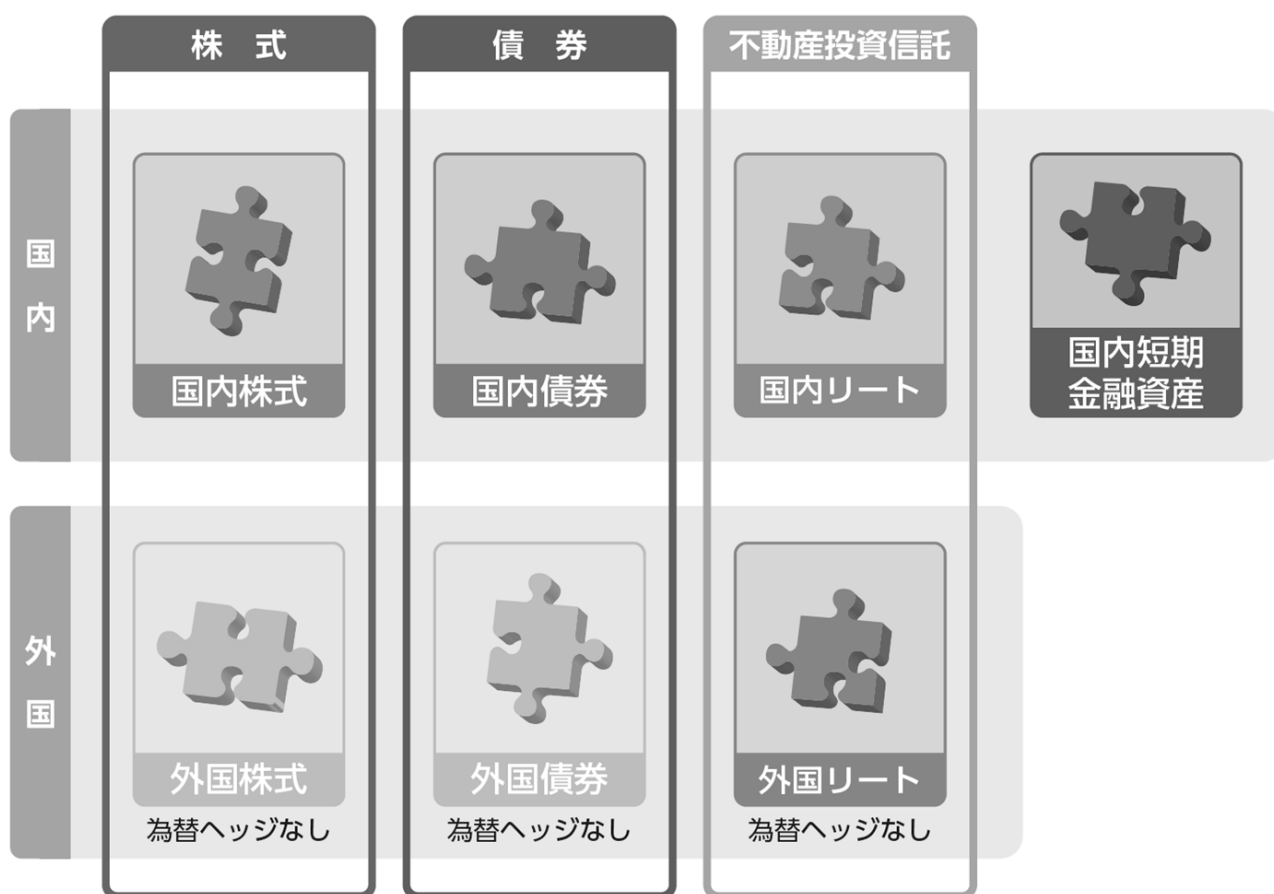 株式
債券
不動産投資信託
国内
国内株式
国内債券
国内リート
国内短期
金融資産
外国
外国株式
為替ヘッジなし
外国債券
為替ヘッジなし
外国リート
為替ヘッジなし